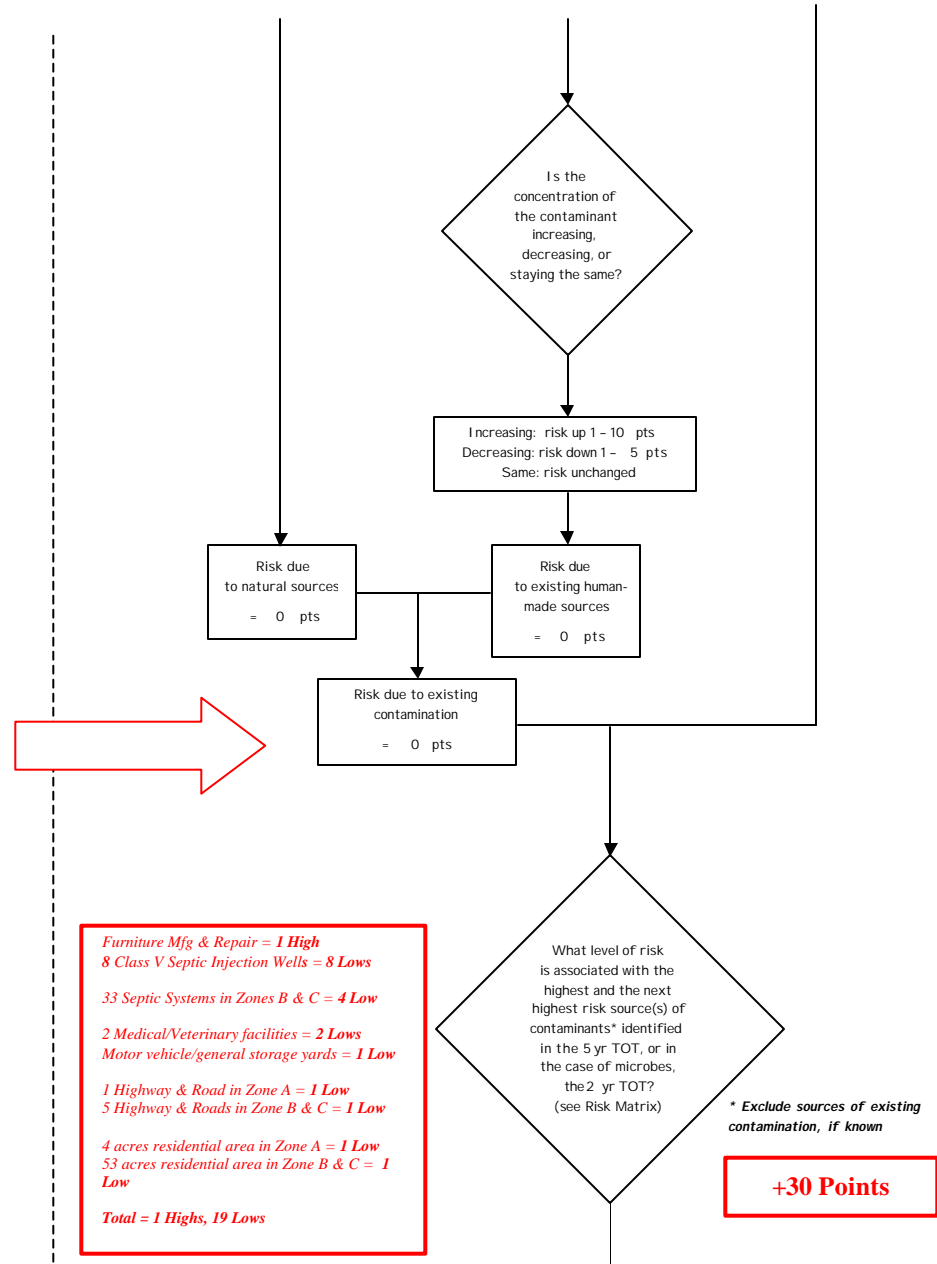 Is the
concentration of
the contaminant
increasing,
decreasing, or
staying the same?
Increasing: risk up 1 – 10 pts
Decreasing: risk down 1 – 5 pts
Same: risk unchanged
Risk due
to natural sources
= 0 pts
Risk due
to existing human-
made sources
= 0 pts
Risk due to existing
contamination
= 0 pts
Furniture Mfg & Repair = 1 High
8 Class V Septic Injection Wells = 8 Lows
33 Septic Systems in Zones B & C = 4 Low
2 Medical/Veterinary facilities = 2 Lows
Motor vehicle/general storage yards = 1 Low
1 Highway & Road in Zone A = 1 Low
5 Highway & Roads in Zone B & C = 1 Low
4 acres residential area in Zone A = 1 Low
53 acres residential area in Zone B & C = 1
Low
Total = 1 Highs, 19 Lows
What level of risk
is associated with the
highest and the next
highest risk source(s) of
contaminants* identified
in the 5 yr TOT, or in
the case of microbes,
the 2 yr TOT?
(see Risk Matrix)
* Exclude sources of existing
contamination, if known
+30 Points